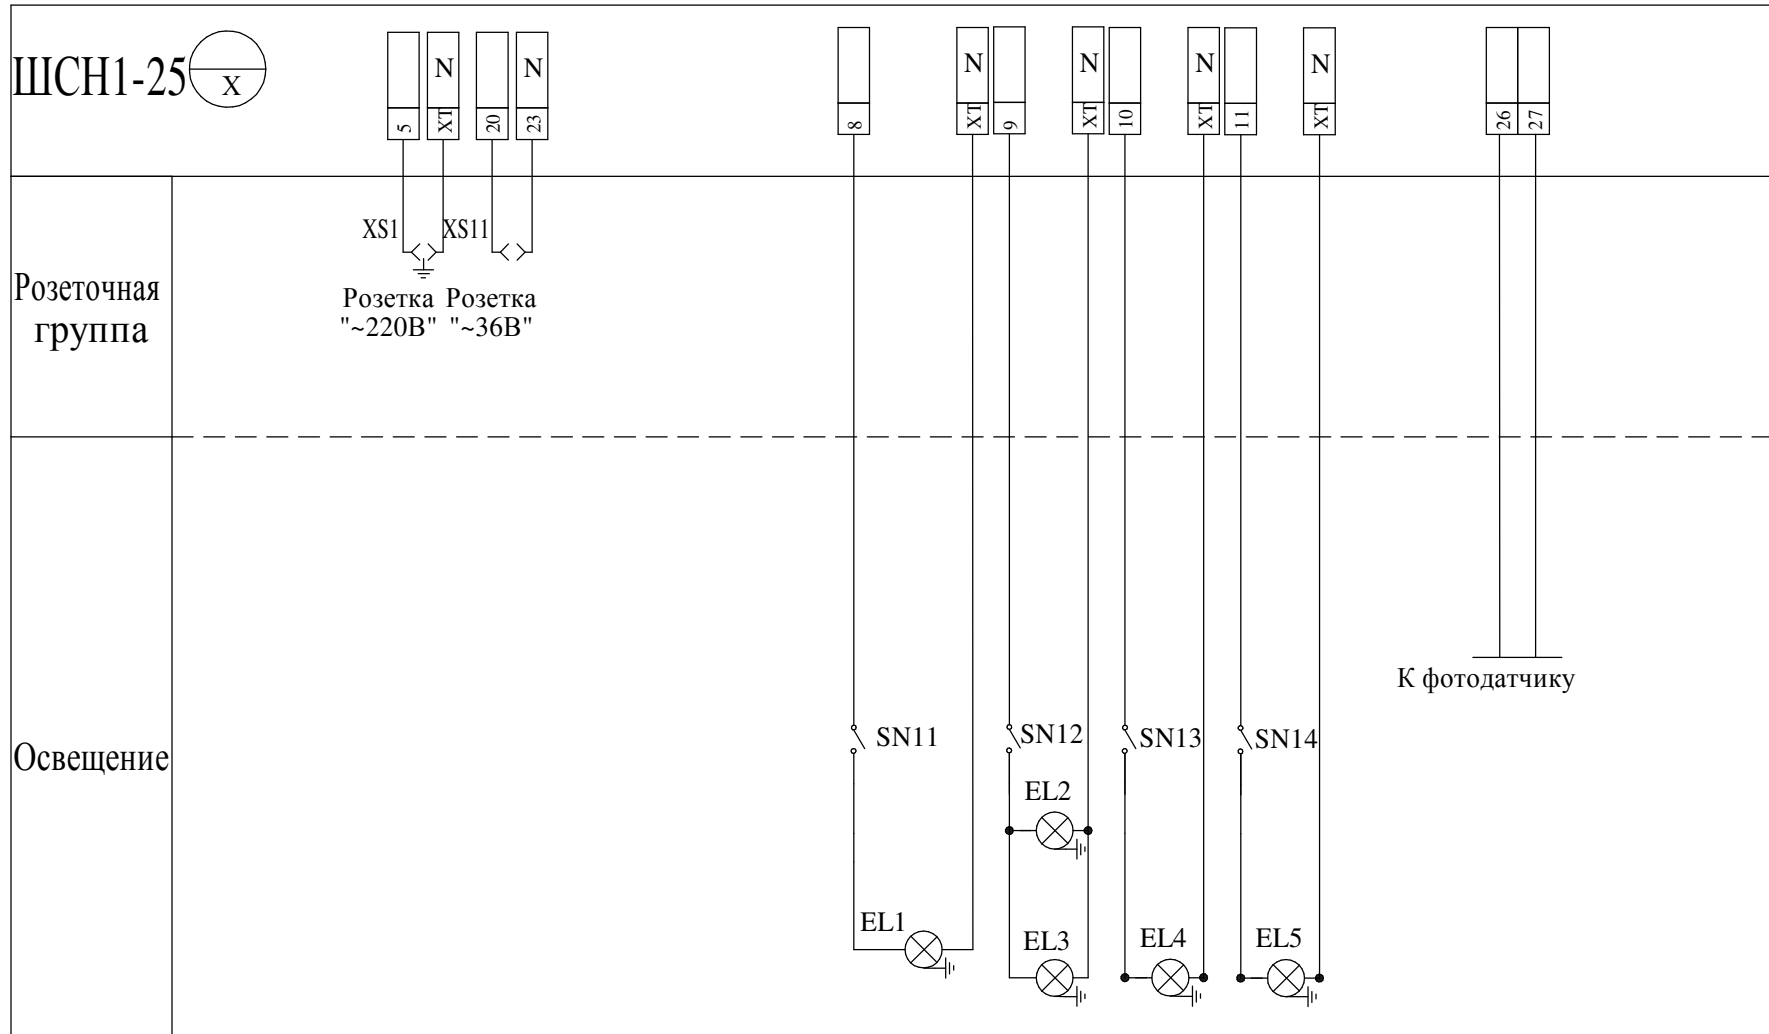 ШСН1-25
X
N
N
N
N
N
N
5
XT
20
23
8
XT
9
XT
10
XT
11
XT
26
27
XS1
XS11
Розеточная
группа
Розетка
"~220В"
Розетка
"~36В"
К фотодатчику
Освещение
SN11
SN12
SN13
SN14
EL2
EL1
EL3
EL4
EL5